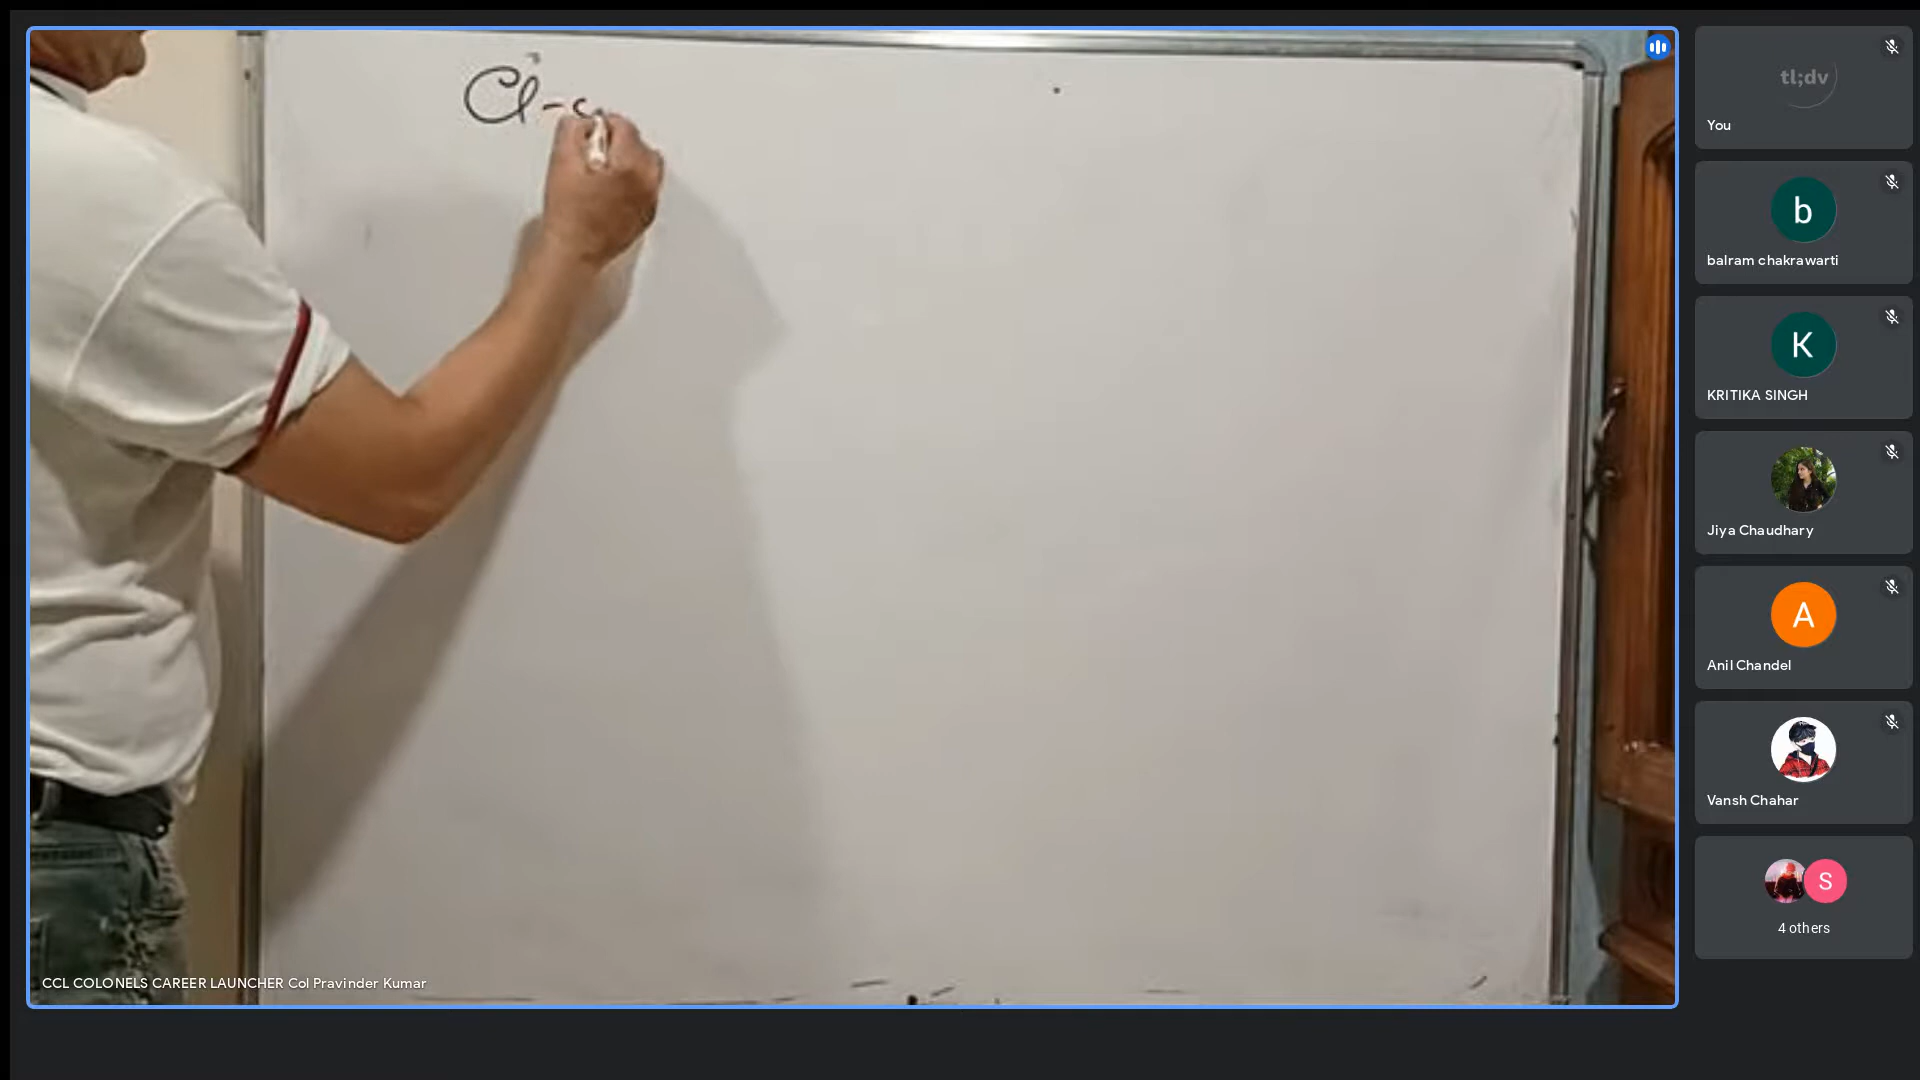 Cl-
tl;dv
You
b
balram chakrawarti
K
KRITIKA SINGH
Jiya Chaudhary
A
Anil Chandel
Vansh Chahar
S
4 others
CCL COLONELS CAREER LAUNCHER Col Pravinder Kumar